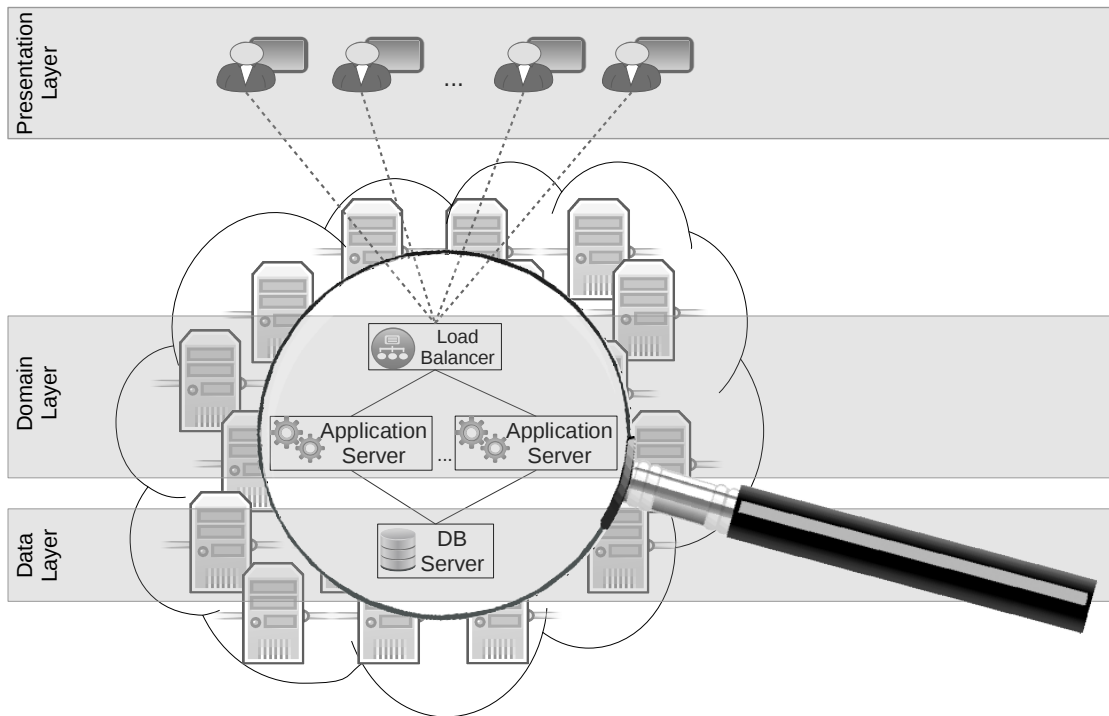 Presentation
Layer
...
Load
Balancer
Domain
Layer
Application
Server
...
Application
Server
DB
Server
Data
Layer